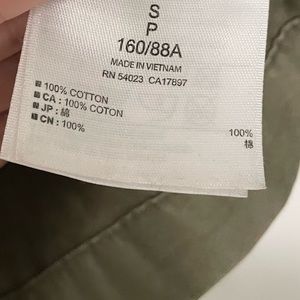 S
P
160/88A
MADE IN VIETNAM
RN 54023 CA17897
100% COTTON
CA : 100% COTON
JP : 綿
CN : 100% 100%
棉